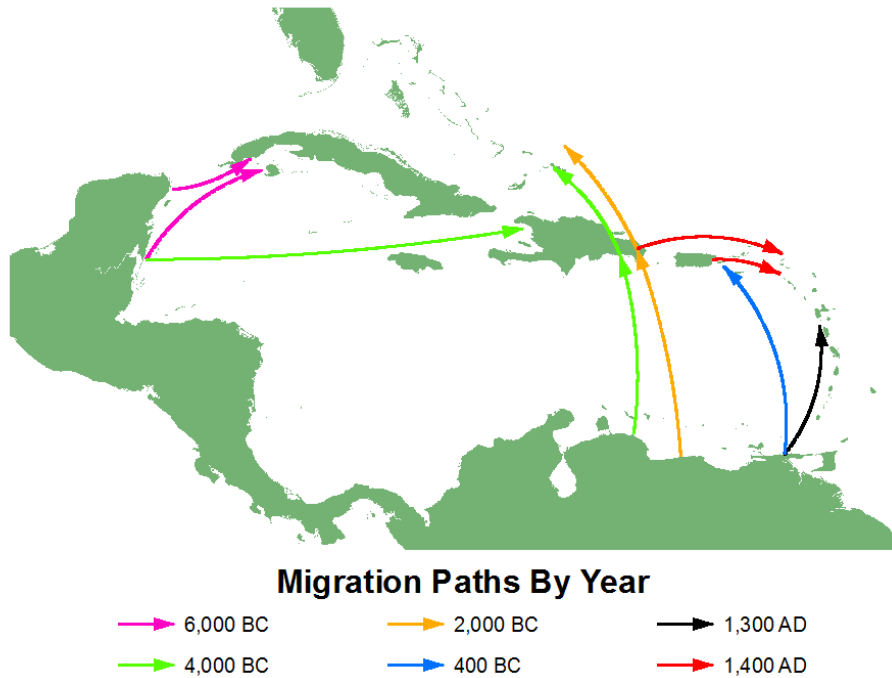 Migration Paths By Year
6,000 BC 2,000 BC 1,300 AD
4,000 BC 400 BC 1,400 AD